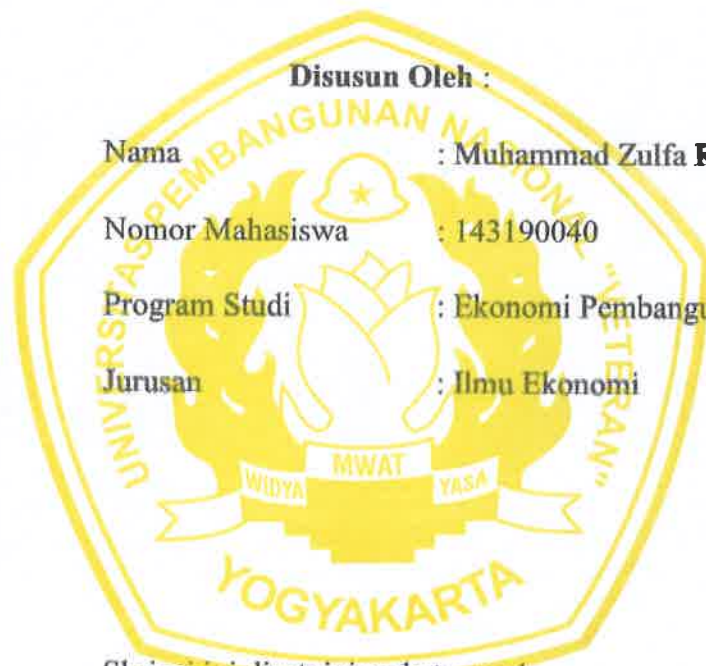 Disusun Oleh :
Nama : Muhammad Zulfa
Nomor Mahasiswa : 143190040
Program Studi : Ekonomi
Jurusan : Ilmu Ekonomi
UNIVERSITAS PEMBANGUNAN NASIONAL "VETERAN"
WIDYA MWAT YASA
YOGYAKARTA